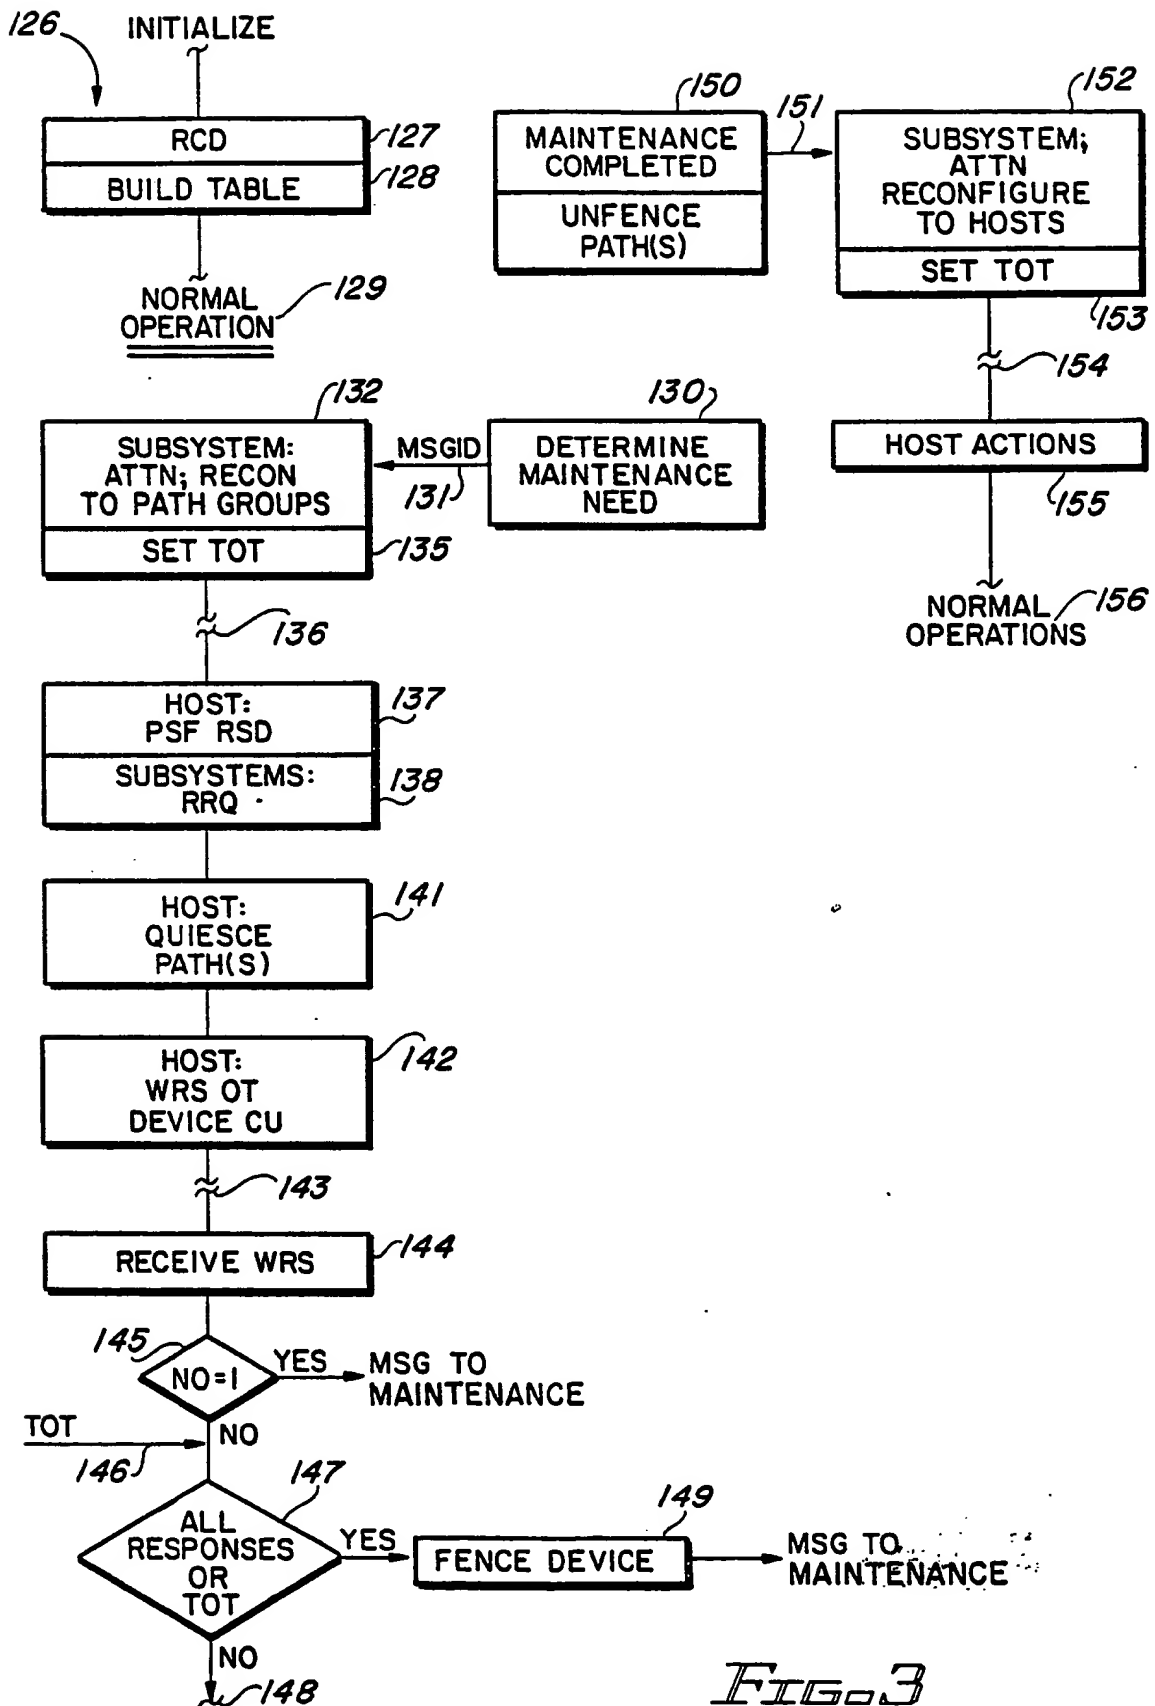 126
INITIALIZE
RCD
127
BUILD TABLE
128
NORMAL
OPERATION
129
150
MAINTENANCE
COMPLETED
UNFENCE
PATH(S)
151
152
SUBSYSTEM;
ATTN
RECONFIGURE
TO HOSTS
SET TOT
153
154
HOST ACTIONS
155
NORMAL
OPERATIONS
156
130
DETERMINE
MAINTENANCE
NEED
MSGID
131
132
SUBSYSTEM:
ATTN; RECON
TO PATH GROUPS
SET TOT
135
136
HOST:
PSF RSD
137
SUBSYSTEMS:
RRQ
138
HOST:
QUIESCE
PATH(S)
141
HOST:
WRS OT
DEVICE CU
142
143
RECEIVE WRS
144
145
NO=1
YES
MSG TO
MAINTENANCE
NO
TOT
146
147
ALL
RESPONSES
OR
TOT
YES
149
FENCE DEVICE
MSG TO
MAINTENANCE
NO
148
FIG. 3